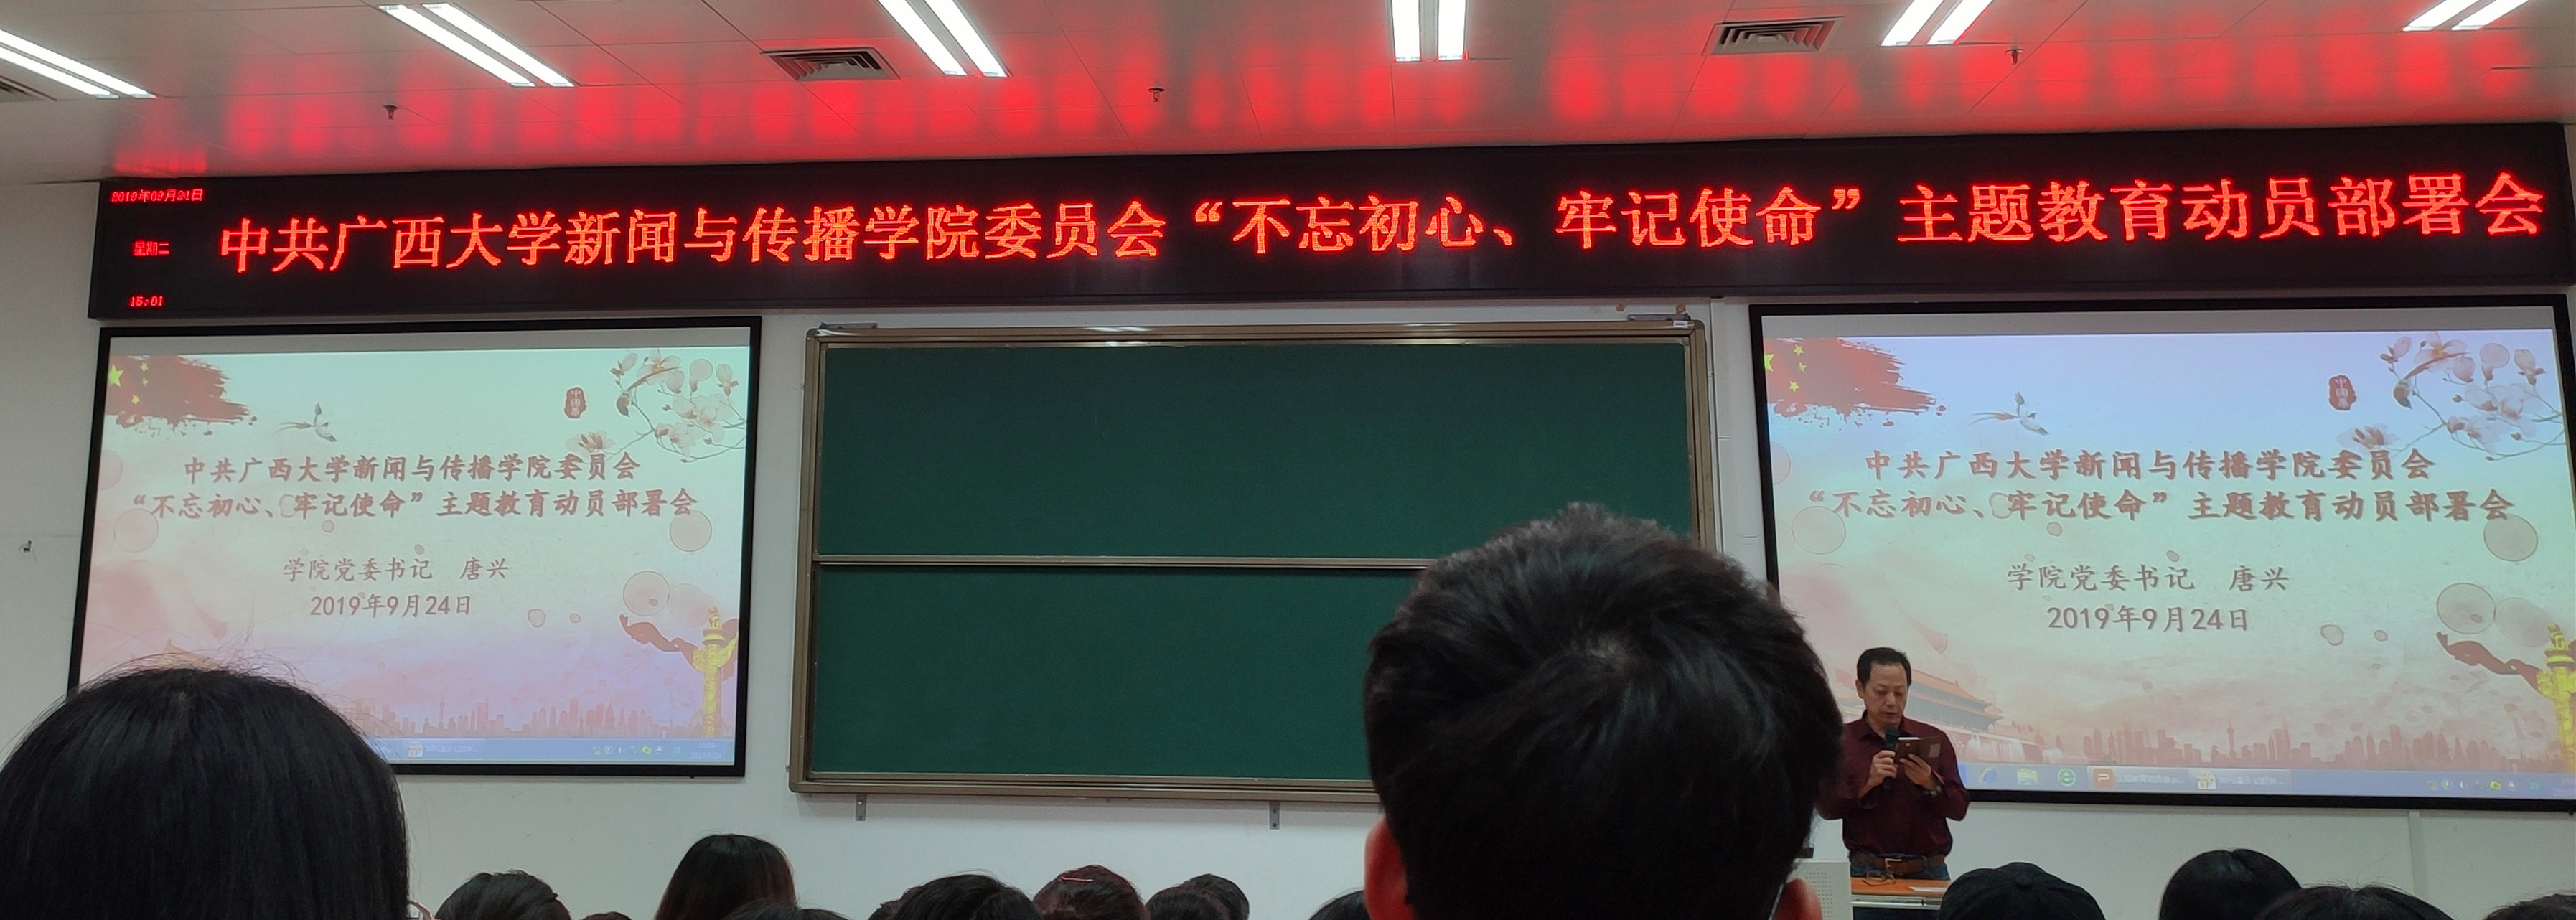 2019年09月24日
星期二
15:01
中共广西大学新闻与传播学院委员会“不忘初心、牢记使命”主题教育动员部署会
中共广西大学新闻与传播学院委员会
“不忘初心、牢记使命”主题教育动员部署会
学院党委书记 唐兴
2019年9月24日
中共广西大学新闻与传播学院委员会
“不忘初心、牢记使命”主题教育动员部署会
学院党委书记 唐兴
2019年9月24日